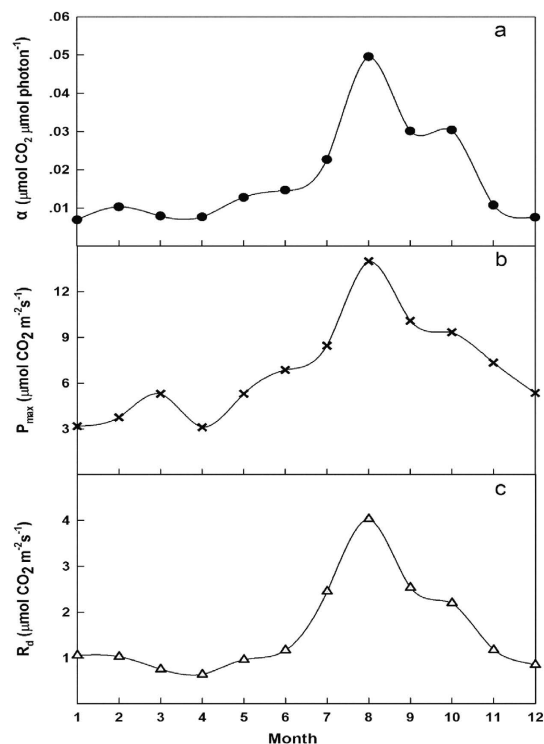 a
.06
.05
.04
.03
.02
.01
α (μmol CO₂ μmol photon⁻¹)
b
12
9
6
3
Pmax (μmol CO₂ m⁻²s⁻¹)
c
4
3
2
1
Rd (μmol CO₂ m⁻²s⁻¹)
1 2 3 4 5 6 7 8 9 10 11 12
Month